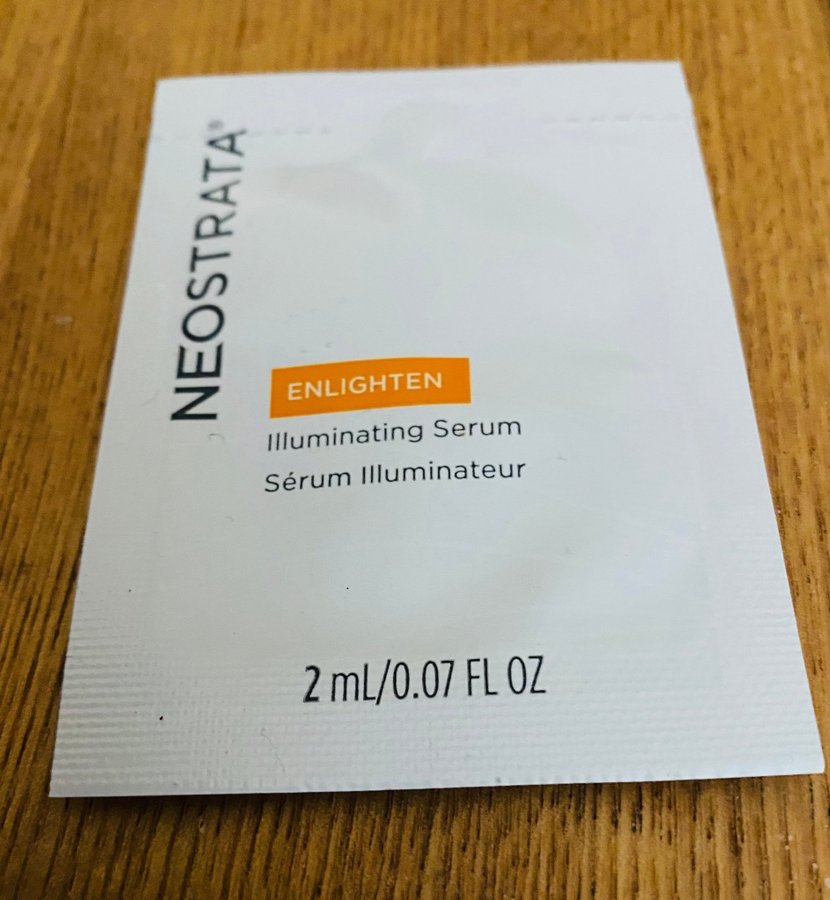 NEOSTRATA®
ENLIGHTEN
Illuminating Serum
Sérum Illuminateur
2 mL/0.07 FL OZ